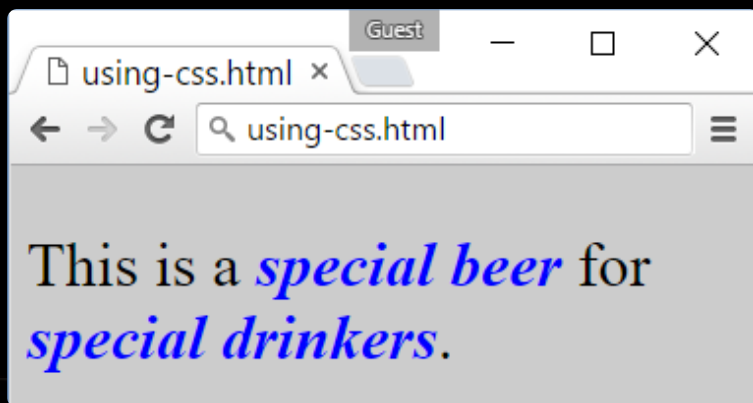 Guest
using-css.html
using-css.html
This is a special beer for
special drinkers.